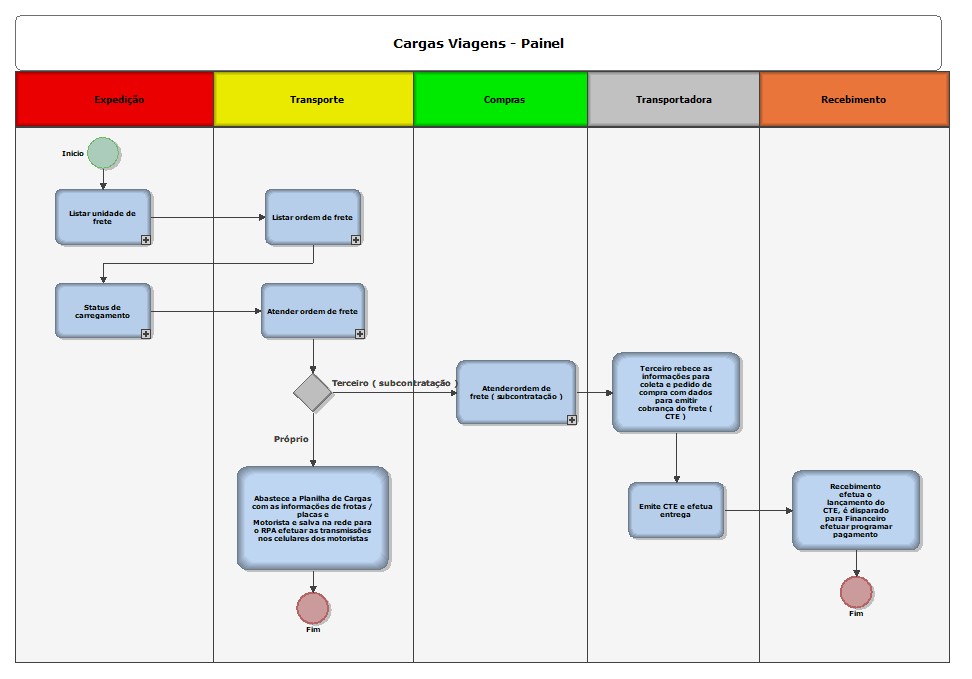 Cargas Viagens - Painel
Expedição
Transporte
Compras
Transportadora
Recebimento
Inicio
Listar unidade de
frete
Listar ordem de frete
Status de
carregamento
Atender ordem de frete
Terceiro ( subcontratação )
Atender ordem de
frete ( subcontratação )
Terceiro rebece as
informações para
coleta e pedido de
compra com dados
para emitir
cobrança do frete (
CTE )
Próprio
Abastece a Planilha de Cargas
com as informações de frotas /
placas e
Motorista e salva na rede para
o RPA efetuar as transmissões
nos celulares dos motoristas
Emite CTE e efetua
entrega
Recebimento
efetua o
lançamento do
CTE, é disparado
para Financeiro
efetuar programar
pagamento
Fim
Fim